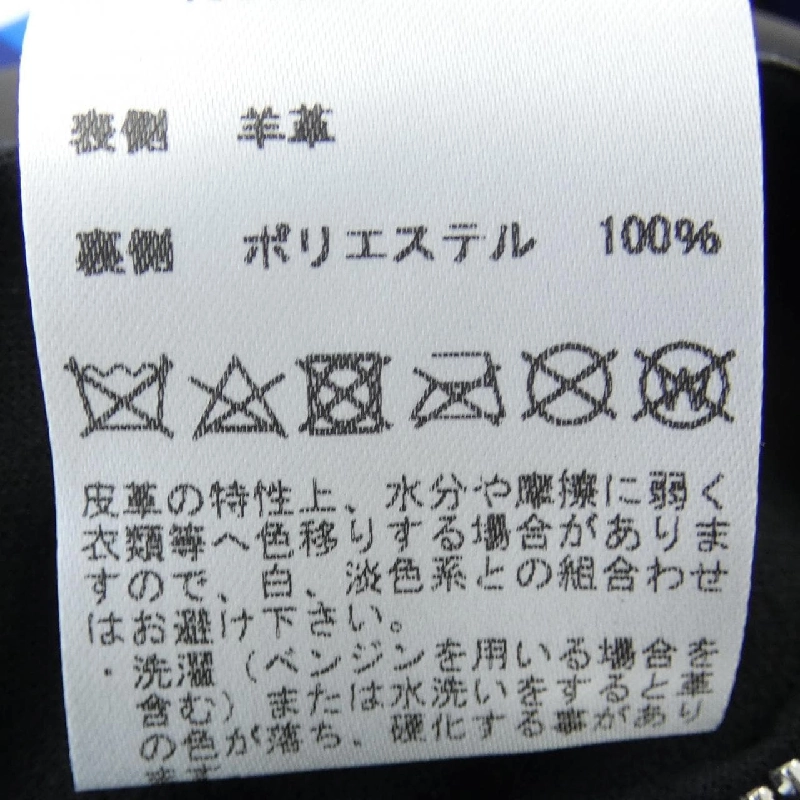 表側 羊革
裏側 ポリエステル 100%
W
皮革の特性上、水分や摩擦に弱く
衣類等へ色移りする場合がありま
すので、白、淡色系との組合わせ
はお避け下さい。
・洗濯（ベンジンを用いる場合を
含む）または水洗いをすると革
の色が落ち、硬化する事があり
ます